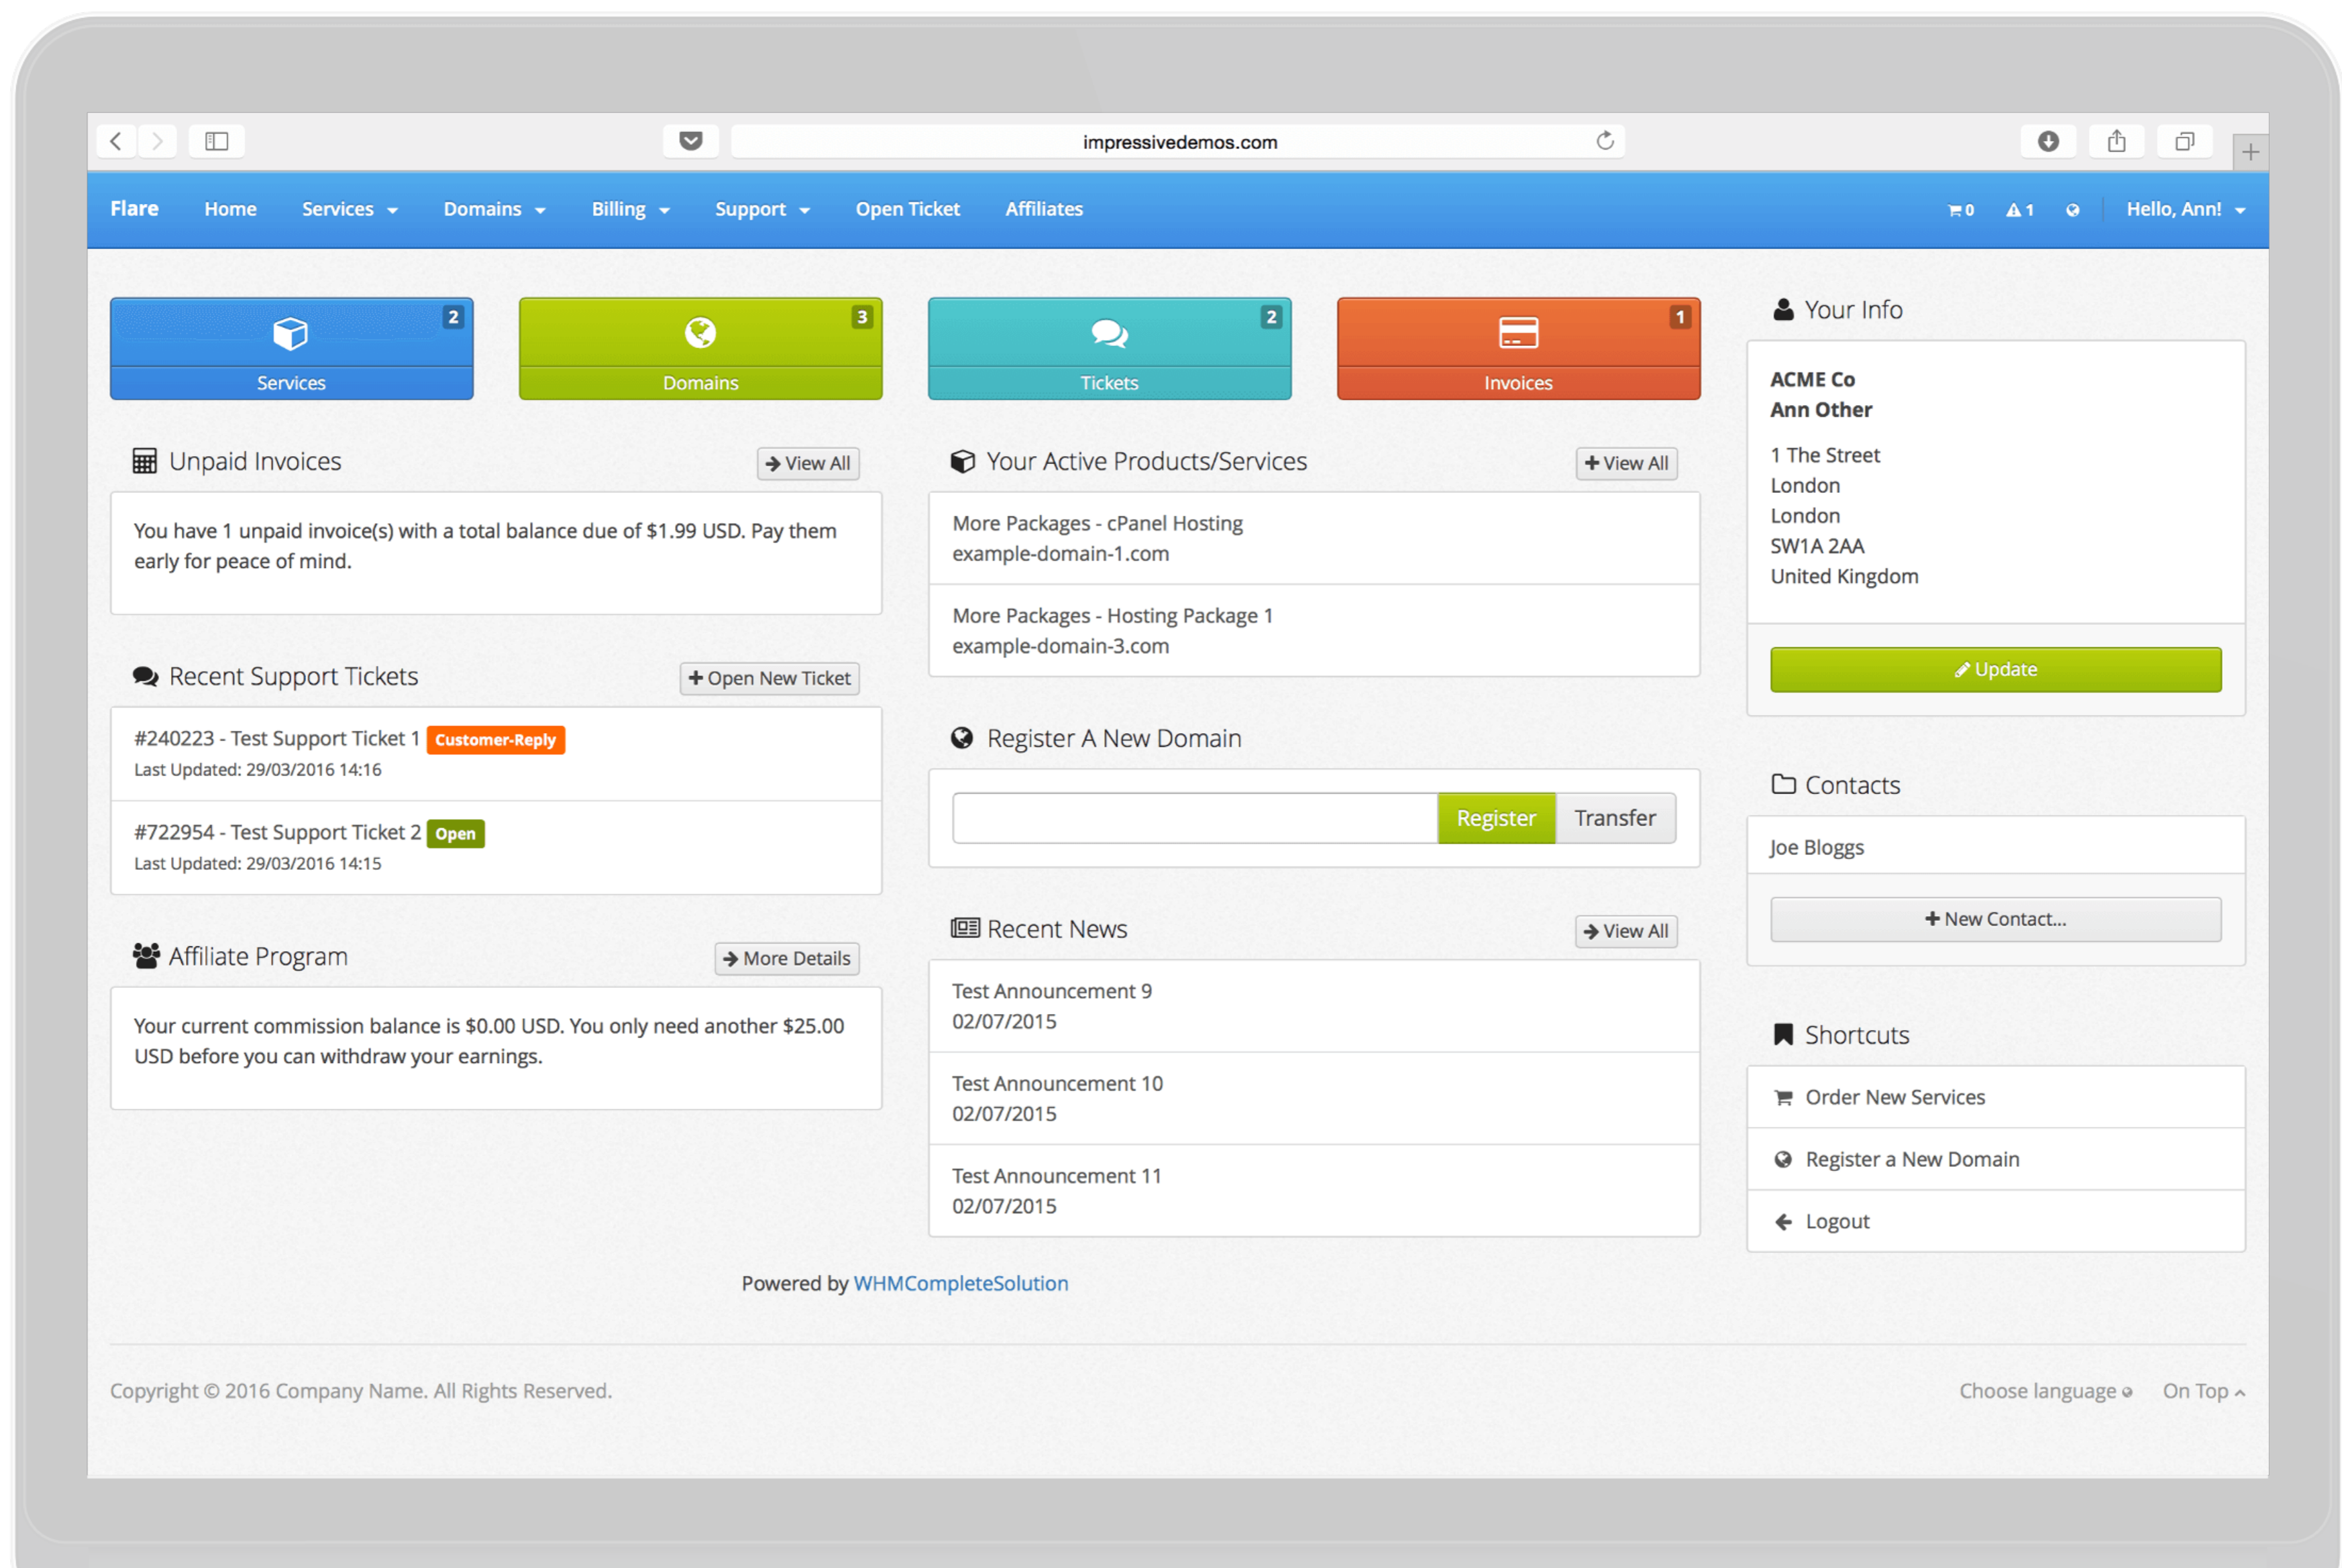 impressivedemos.com
Flare Home Services Domains Billing Support Open Ticket Affiliates 0 1 Hello, Ann!
2
Services
3
Domains
2
Tickets
1
Invoices
Unpaid Invoices View All
You have 1 unpaid invoice(s) with a total balance due of $1.99 USD. Pay them
early for peace of mind.
Recent Support Tickets Open New Ticket
#240223 - Test Support Ticket 1 Customer-Reply
Last Updated: 29/03/2016 14:16
#722954 - Test Support Ticket 2 Open
Last Updated: 29/03/2016 14:15
Affiliate Program More Details
Your current commission balance is $0.00 USD. You only need another $25.00
USD before you can withdraw your earnings.
Your Active Products/Services View All
More Packages - cPanel Hosting
example-domain-1.com
More Packages - Hosting Package 1
example-domain-3.com
Register A New Domain
Register Transfer
Recent News View All
Test Announcement 9
02/07/2015
Test Announcement 10
02/07/2015
Test Announcement 11
02/07/2015
Your Info
ACME Co
Ann Other
1 The Street
London
London
SW1A 2AA
United Kingdom
Update
Contacts
Joe Bloggs
New Contact...
Shortcuts
Order New Services
Register a New Domain
Logout
Powered by WHMCompleteSolution
Copyright © 2016 Company Name. All Rights Reserved. Choose language On Top